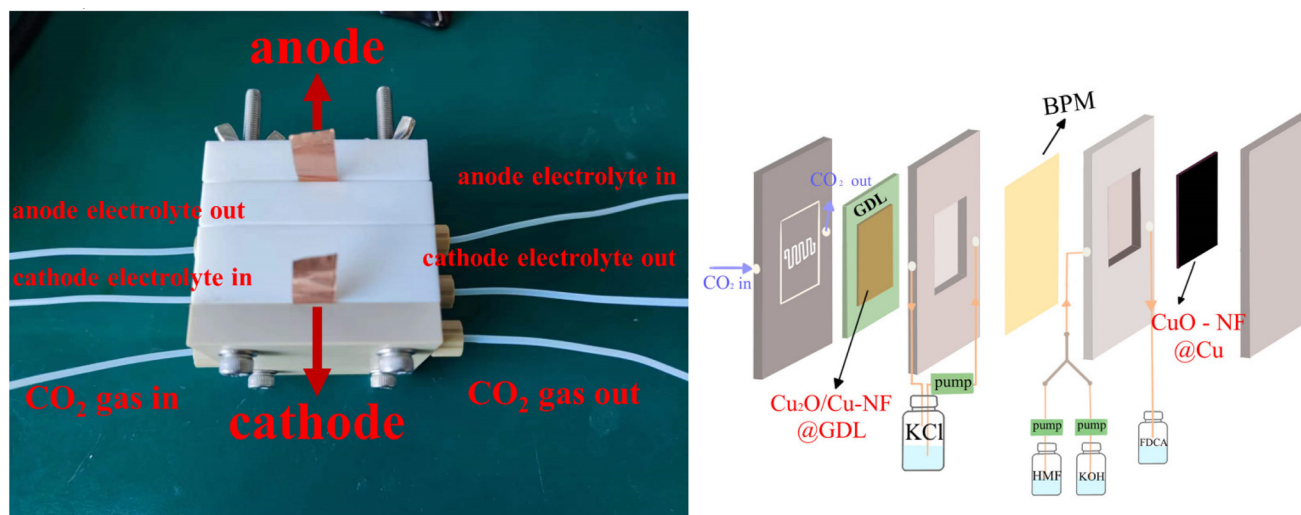 anode
anode electrolyte in
anode electrolyte out
cathode electrolyte out
cathode electrolyte in
CO₂ gas in
CO₂ gas out
cathode
BPM
CO₂ out
GDL
CO₂ in
CuO - NF
@Cu
Cu₂O/Cu-NF
@GDL
pump
KCl
pump
pump
HMF
KOH
FDCA